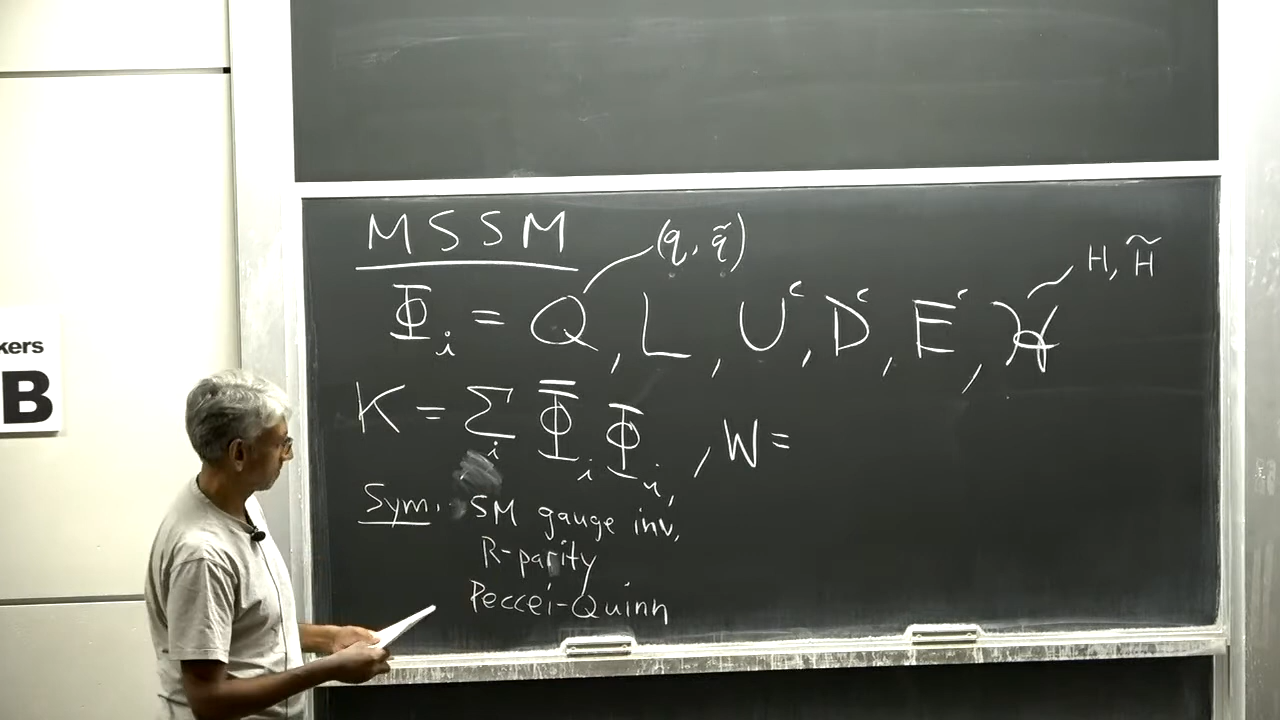 kers
B
MSSM
(q, q̃)
H, H̃
Φ_i = Q, L, U^c, D^c, E^c, ℋ
K = Σ_i Φ̿_i Φ_i, W =
Sym. SM gauge inv,
R-parity
Peccei-Quinn